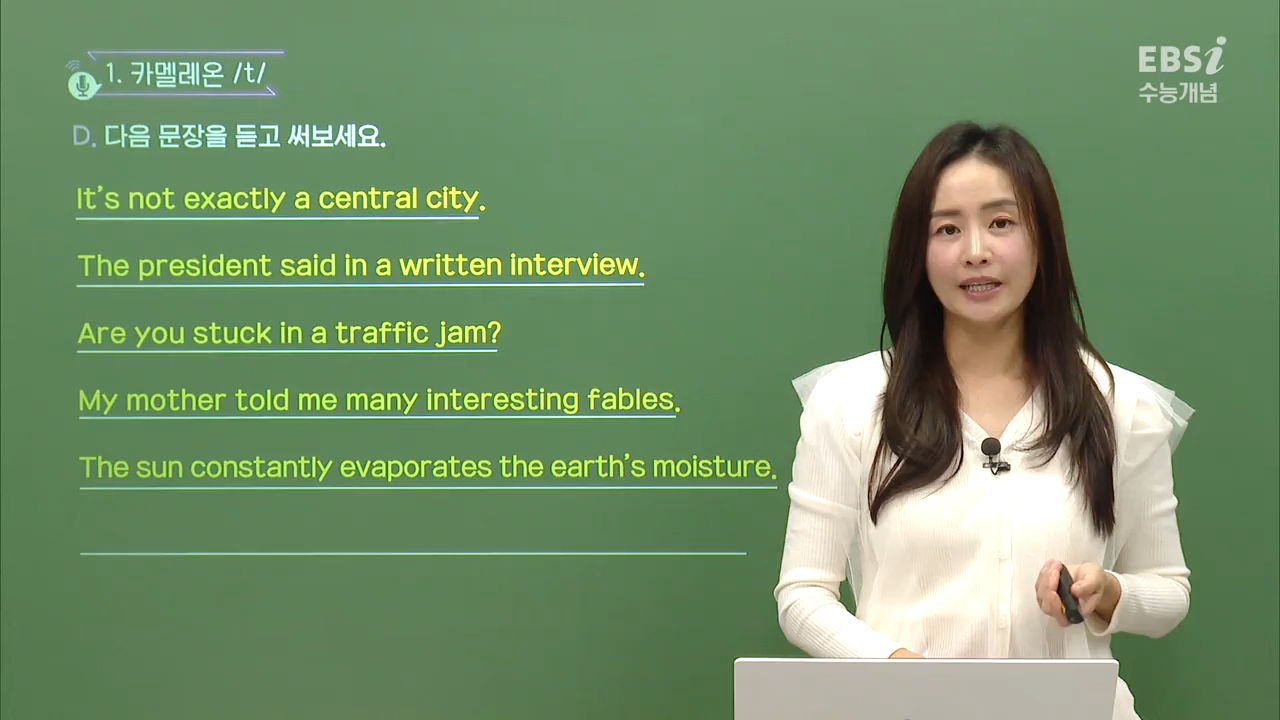 1. 카멜레온 /t/
EBSi
수능개념
D. 다음 문장을 듣고 써보세요.
It's not exactly a central city.
The president said in a written interview.
Are you stuck in a traffic jam?
My mother told me many interesting fables.
The sun constantly evaporates the earth's moisture.